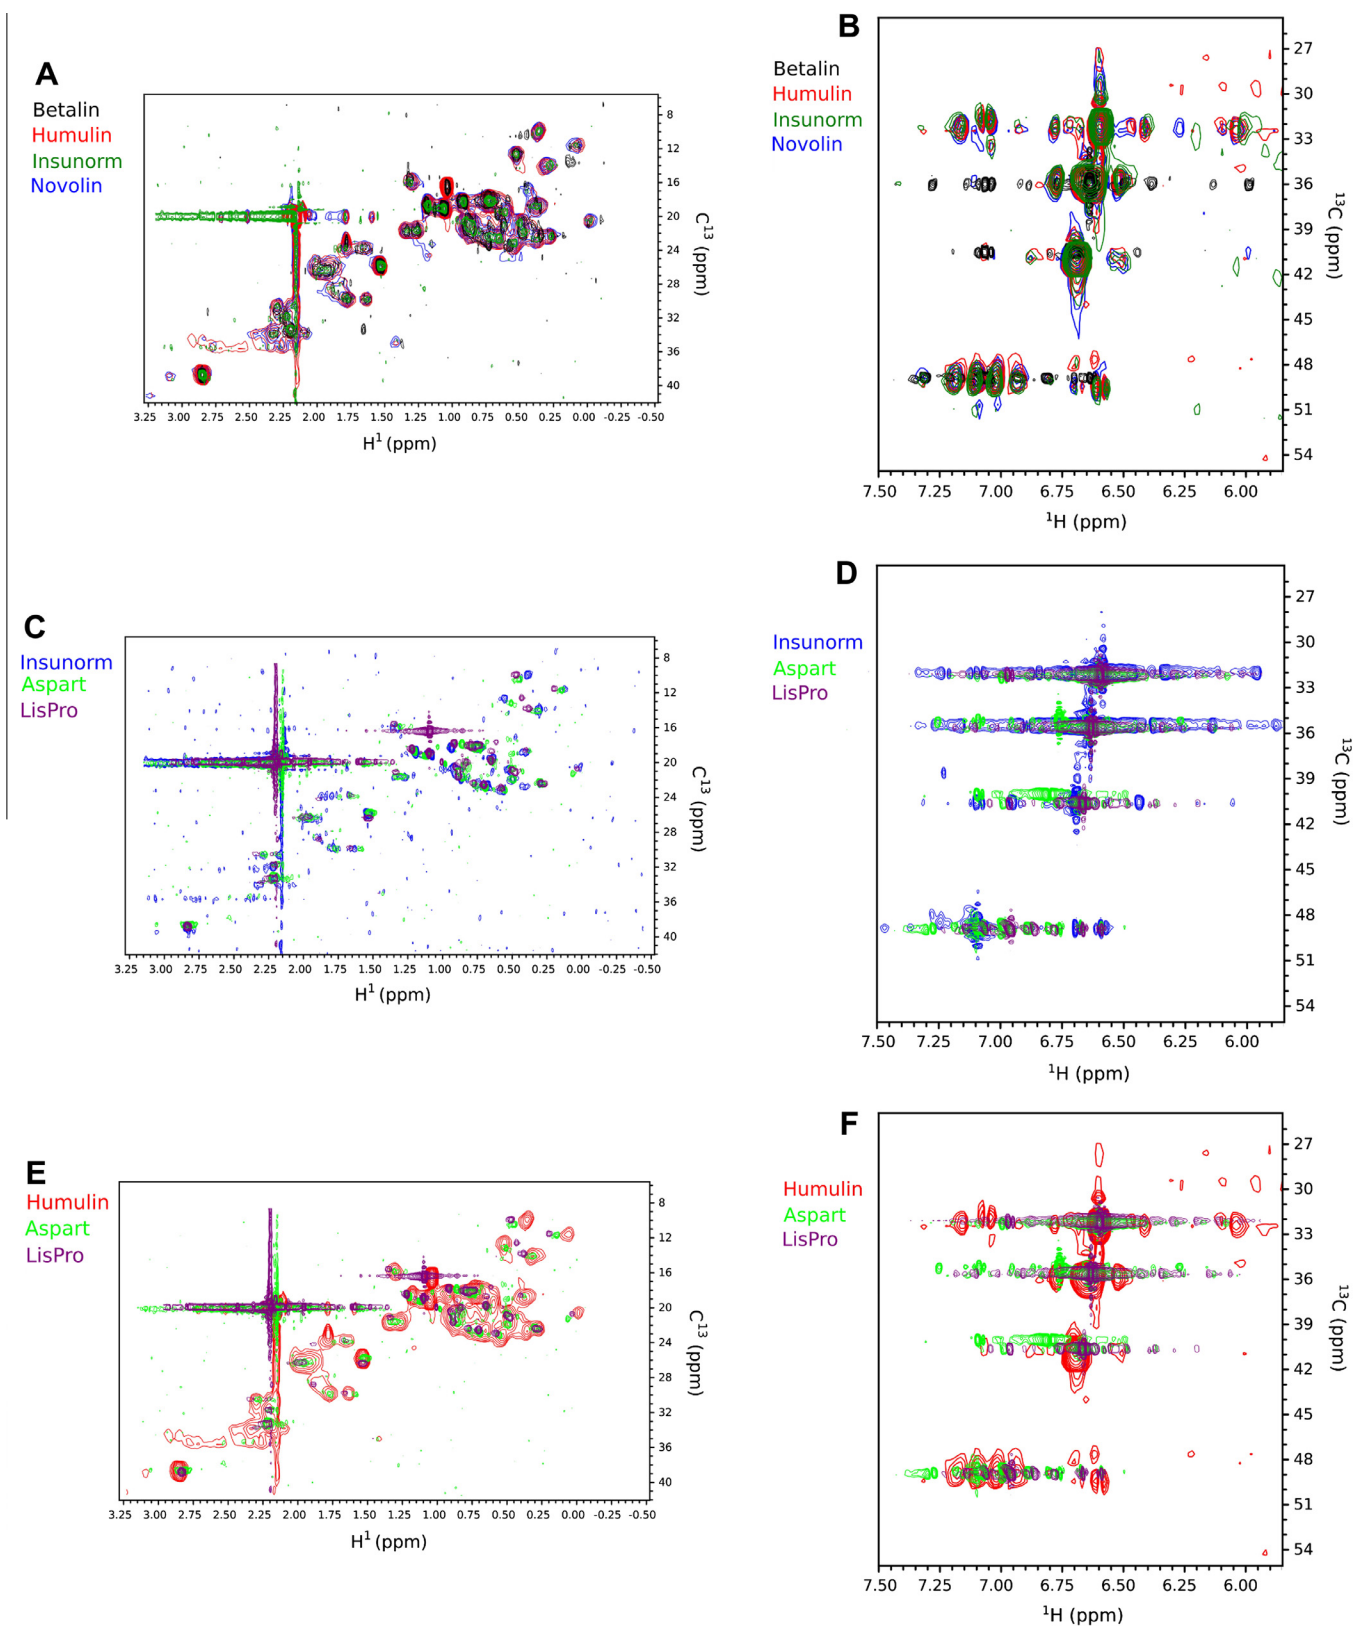 A
Betalin
Humulin
Insunorm
Novolin
8
12
16
20
24
28
32
36
40
C13 (ppm)
3.25 3.00 2.75 2.50 2.25 2.00 1.75 1.50 1.25 1.00 0.75 0.50 0.25 0.00 -0.25 -0.50
H1 (ppm)
B
Betalin
Humulin
Insunorm
Novolin
27
30
33
36
39
42
45
48
51
54
13C (ppm)
7.50 7.25 7.00 6.75 6.50 6.25 6.00
1H (ppm)
C
Insunorm
Aspart
LisPro
8
12
16
20
24
28
32
36
40
C13 (ppm)
3.25 3.00 2.75 2.50 2.25 2.00 1.75 1.50 1.25 1.00 0.75 0.50 0.25 0.00 -0.25 -0.50
H1 (ppm)
D
Insunorm
Aspart
LisPro
27
30
33
36
39
42
45
48
51
54
13C (ppm)
7.50 7.25 7.00 6.75 6.50 6.25 6.00
1H (ppm)
E
Humulin
Aspart
LisPro
8
12
16
20
24
28
32
36
40
C13 (ppm)
3.25 3.00 2.75 2.50 2.25 2.00 1.75 1.50 1.25 1.00 0.75 0.50 0.25 0.00 -0.25 -0.50
H1 (ppm)
F
Humulin
Aspart
LisPro
27
30
33
36
39
42
45
48
51
54
13C (ppm)
7.50 7.25 7.00 6.75 6.50 6.25 6.00
1H (ppm)